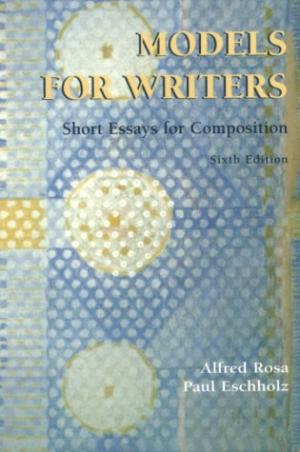 MODELS
FOR WRITERS
Short Essays for Composition
Sixth Edition
Alfred Rosa
Paul Eschholz